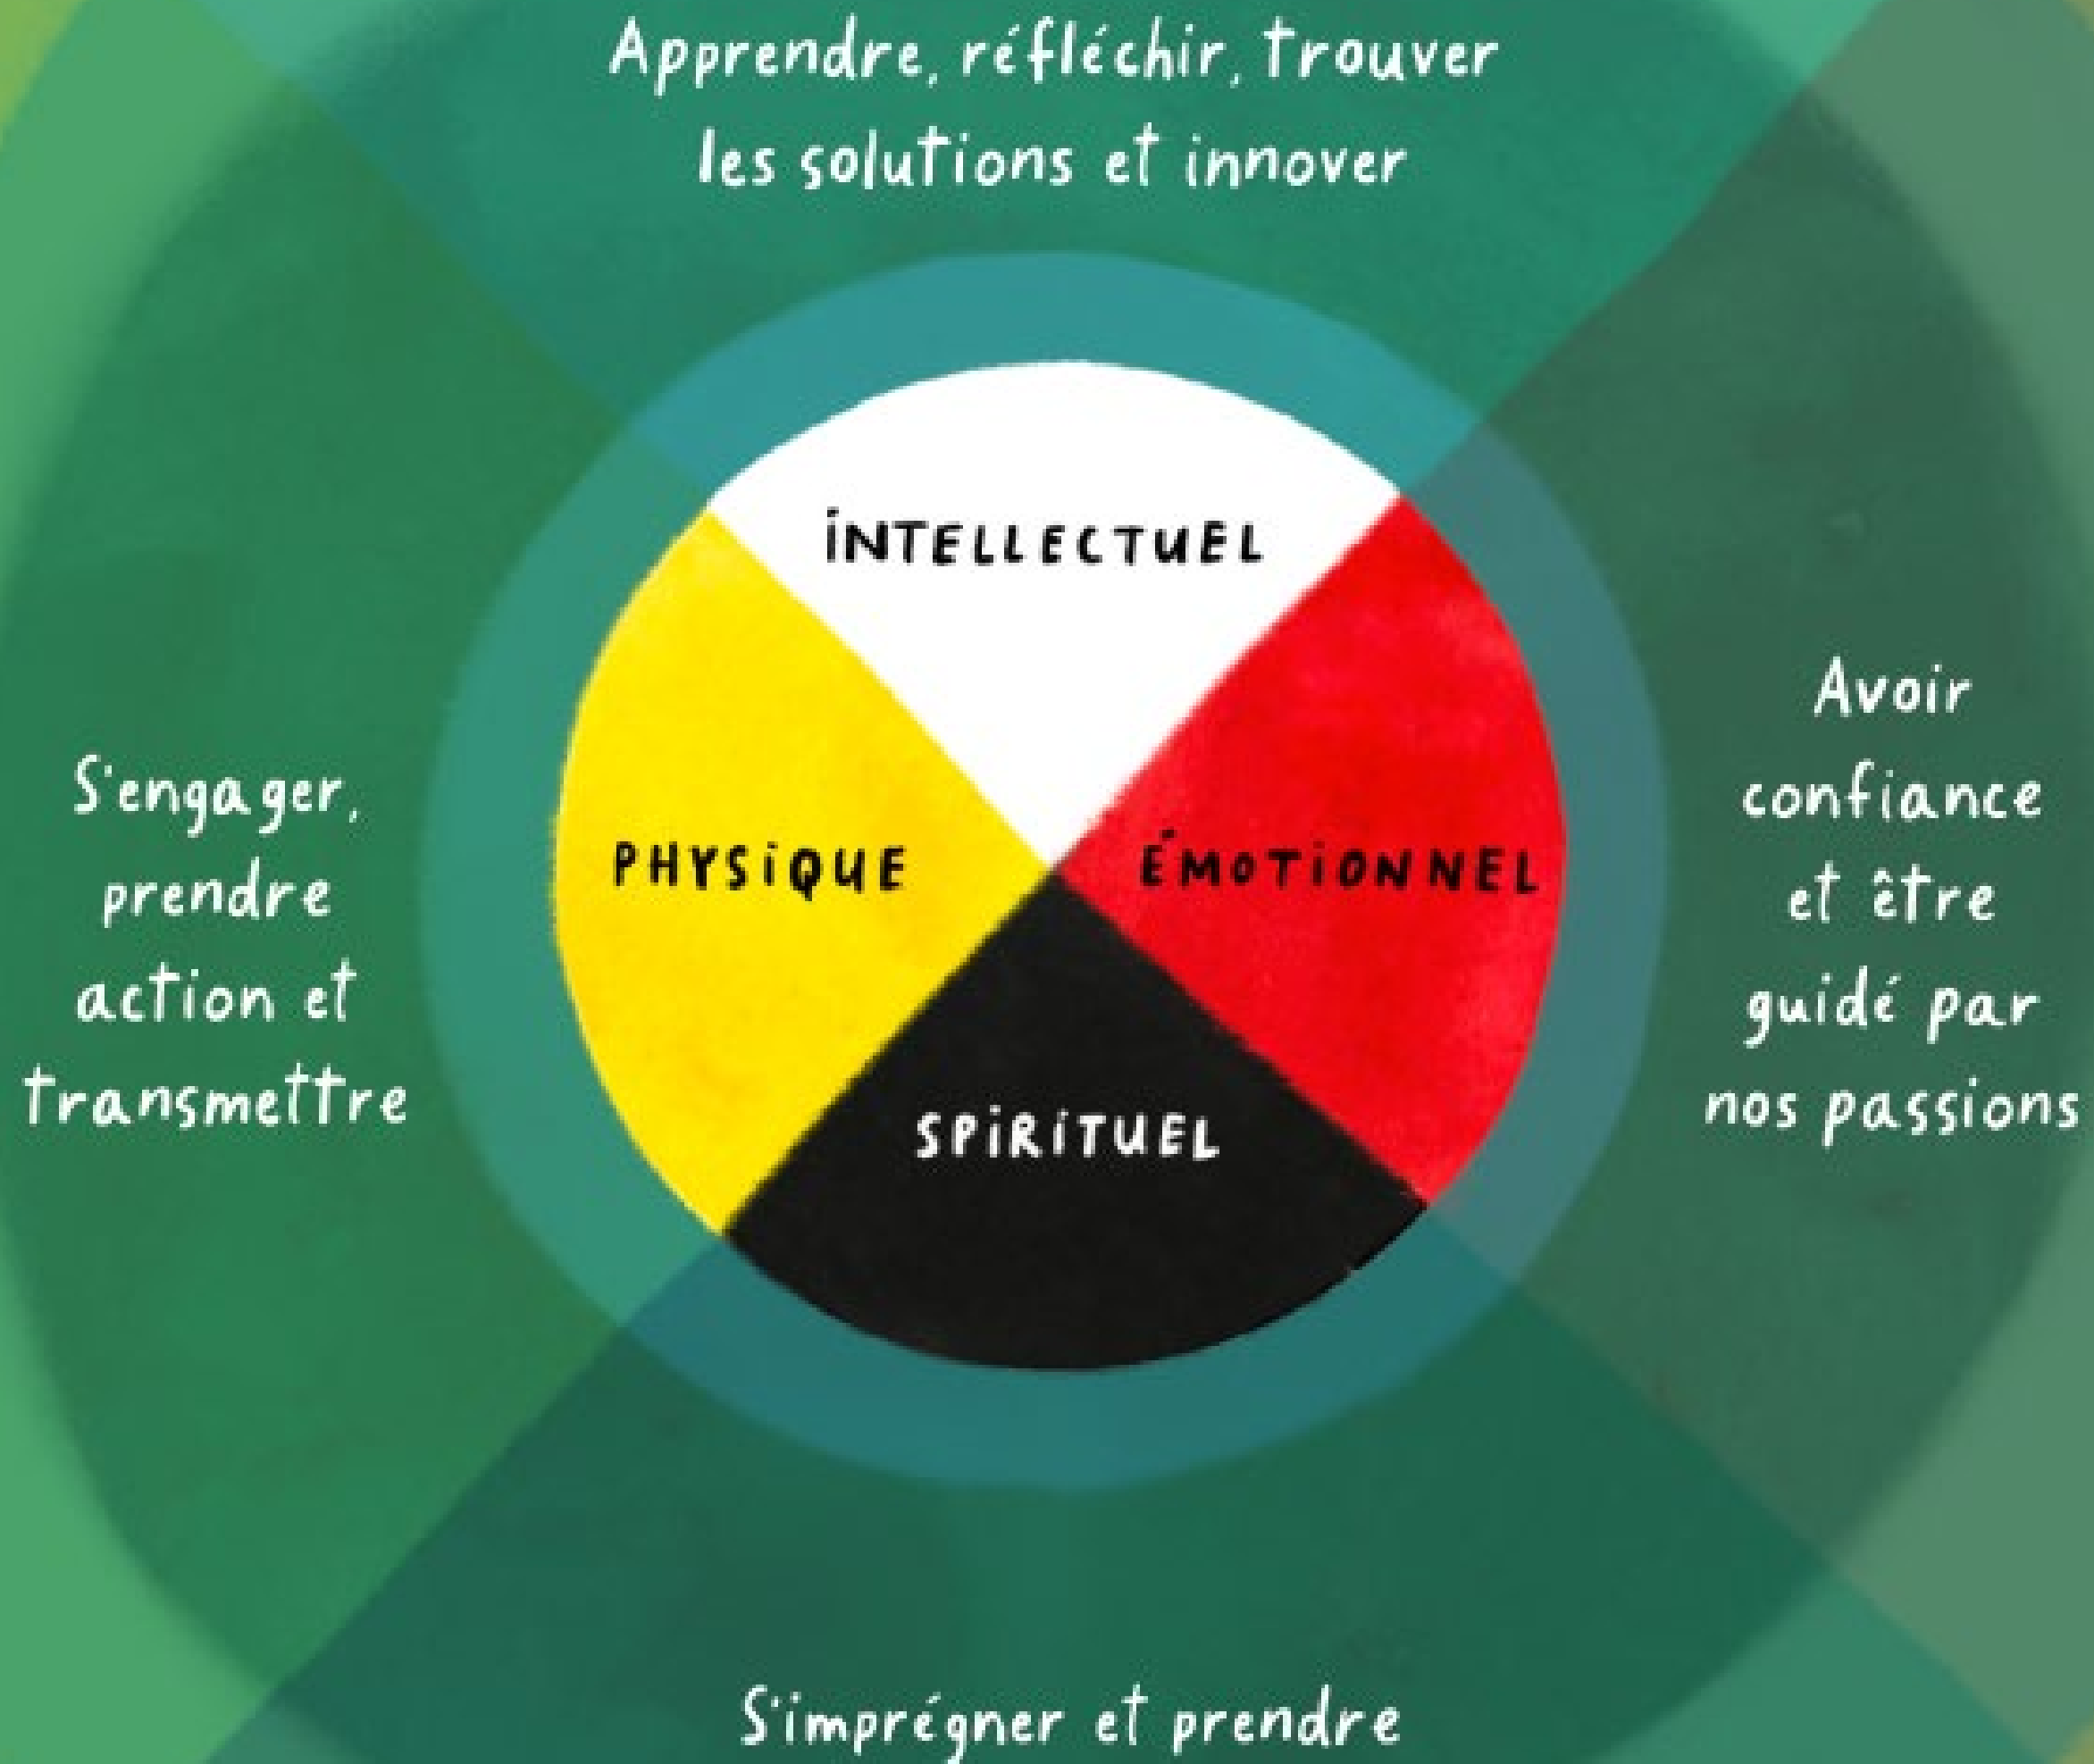 Apprendre, réfléchir, trouver
les solutions et innover
INTELLECTUEL
S'engager,
prendre
action et
transmettre
PHYSIQUE
ÉMOTIONNEL
Avoir
confiance
et être
guidé par
nos passions
SPIRITUEL
S'imprégner et prendre